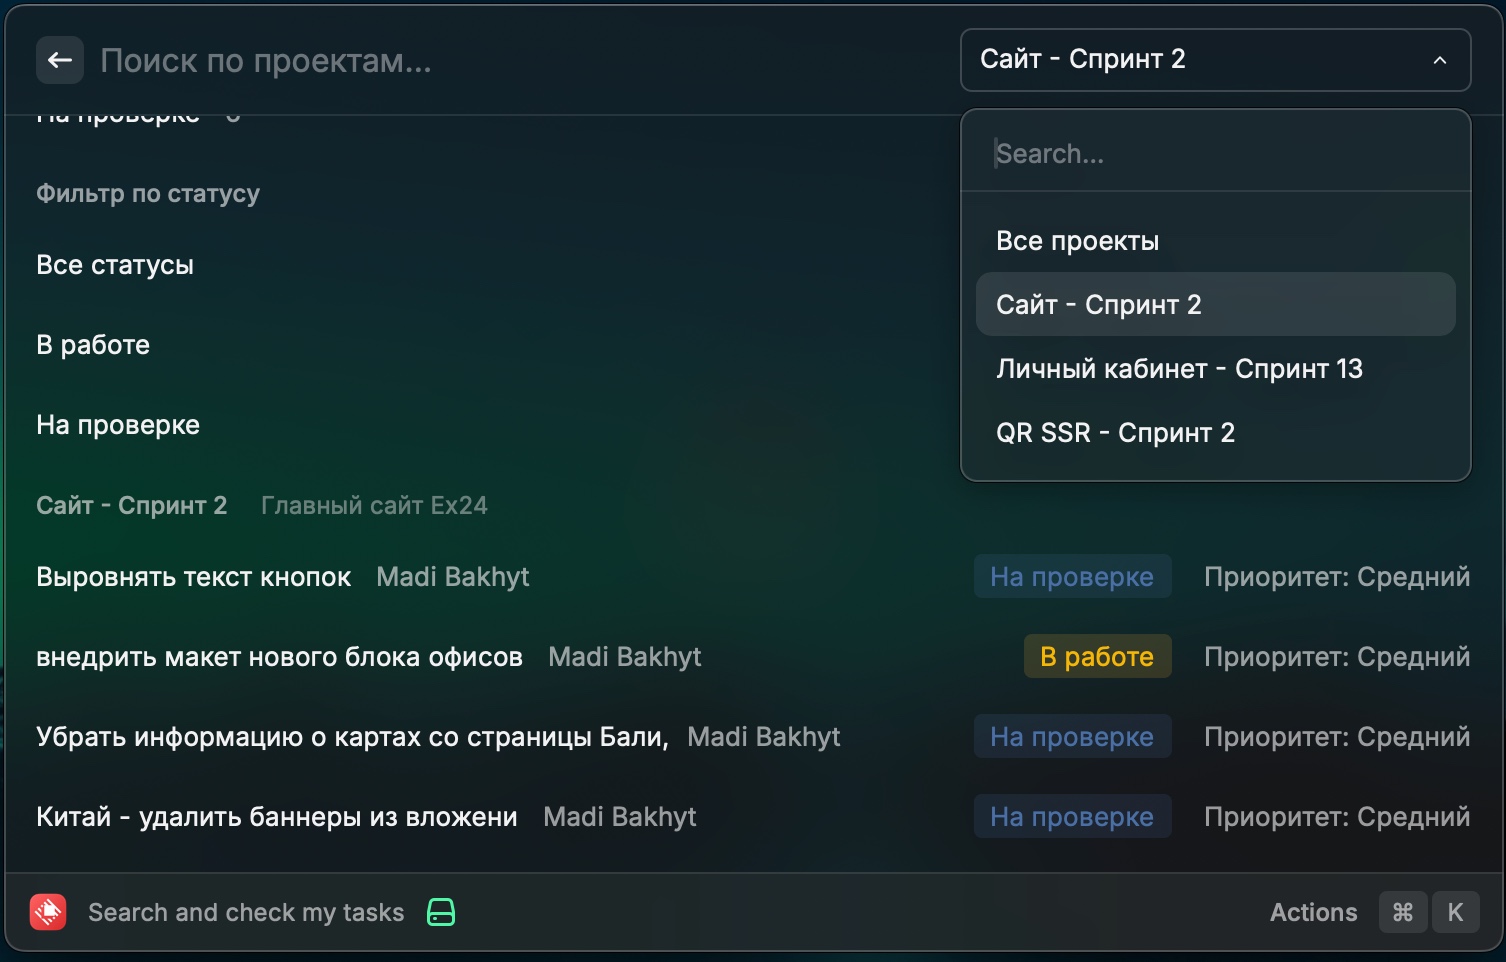 Поиск по проектам...
Сайт - Спринт 2
На проверке
Search...
Фильтр по статусу
Все проекты
Все статусы
Сайт - Спринт 2
В работе
Личный кабинет - Спринт 13
На проверке
QR SSR - Спринт 2
Сайт - Спринт 2 Главный сайт Ex24
Выровнять текст кнопок Madi Bakhyt На проверке Приоритет: Средний
внедрить макет нового блока офисов Madi Bakhyt В работе Приоритет: Средний
Убрать информацию о картах со страницы Бали, Madi Bakhyt На проверке Приоритет: Средний
Китай - удалить баннеры из вложени Madi Bakhyt На проверке Приоритет: Средний
Search and check my tasks Actions ⌘ K